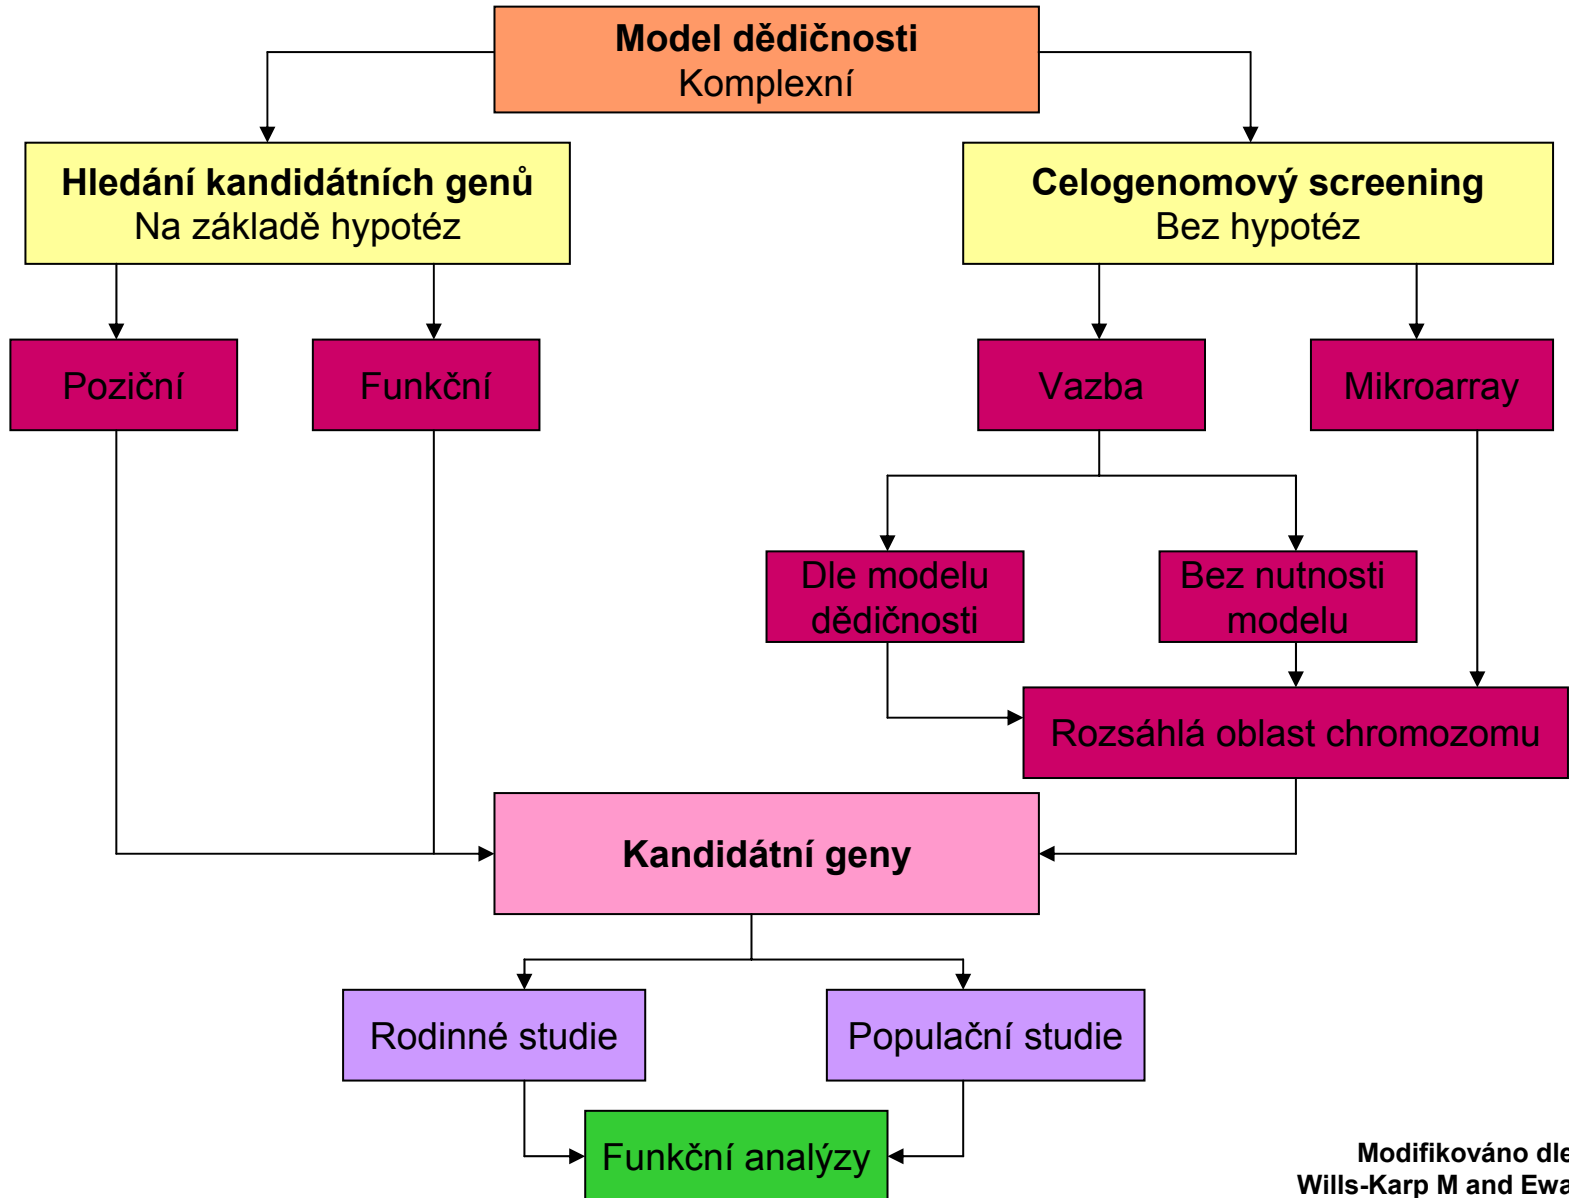 Model dědičnosti
Komplexní
Hledání kandidátních genů
Na základě hypotéz
Celogenomový screening
Bez hypotéz
Poziční
Funkční
Vazba
Mikroarray
Dle modelu
dědičnosti
Bez nutnosti
modelu
Rozsáhlá oblast chromozomu
Kandidátní geny
Rodinné studie
Populační studie
Funkční analýzy
Modifikováno dle
Wills-Karp M and Ewa